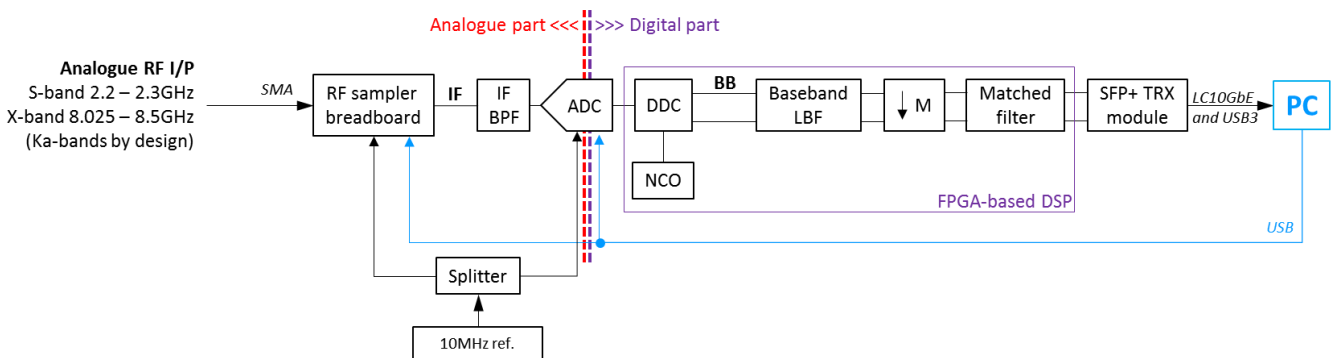 Analogue part <<< >>> Digital part
Analogue RF I/P
S-band 2.2 – 2.3GHz
X-band 8.025 – 8.5GHz
(Ka-bands by design)
SMA
RF sampler
breadboard
IF
IF
BPF
ADC
DDC
BB
Baseband
LBF
↓ M
Matched
filter
SFP+ TRX
module
LC10GbE
and USB3
PC
NCO
FPGA-based DSP
USB
Splitter
10MHz ref.